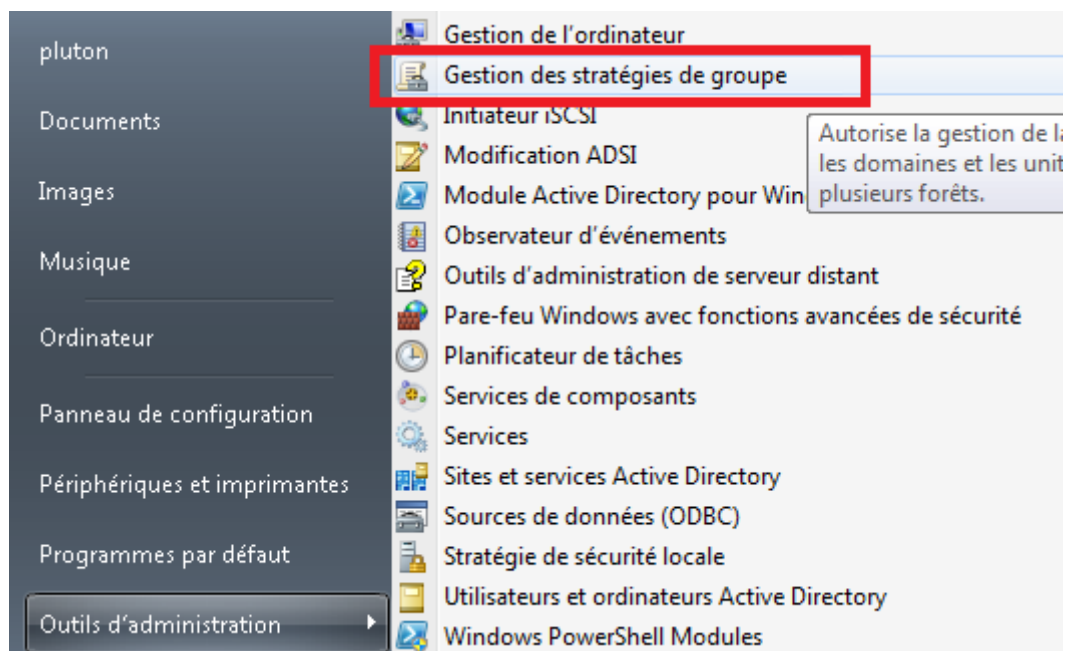 pluton
Documents
Images
Musique
Ordinateur
Panneau de configuration
Périphériques et imprimantes
Programmes par défaut
Outils d'administration
Gestion de l'ordinateur
Gestion des stratégies de groupe
Initiateur iSCSI
Modification ADSI
Module Active Directory pour Win
Observateur d'événements
Outils d'administration de serveur distant
Pare-feu Windows avec fonctions avancées de sécurité
Planificateur de tâches
Services de composants
Services
Sites et services Active Directory
Sources de données (ODBC)
Stratégie de sécurité locale
Utilisateurs et ordinateurs Active Directory
Windows PowerShell Modules
Autorise la gestion de
les domaines et les
plusieurs forêts.